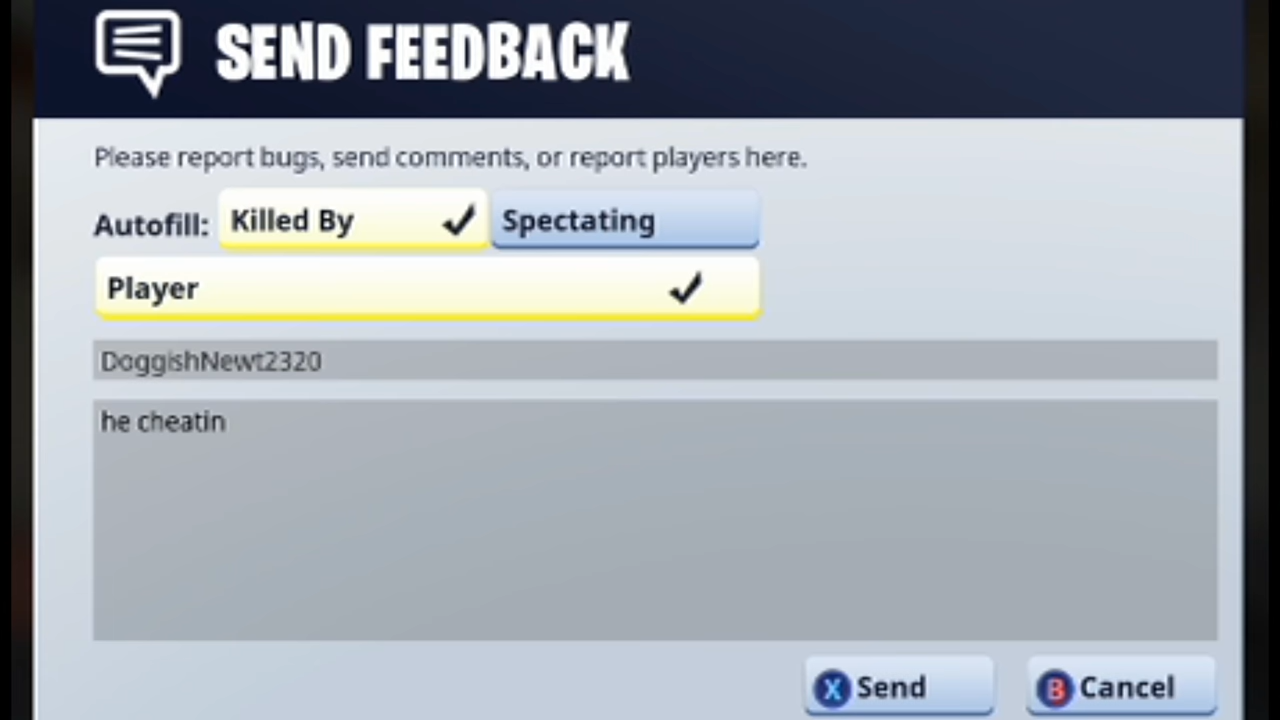 SEND FEEDBACK
Please report bugs, send comments, or report players here.
Autofill: Killed By Spectating
Player
DoggishNewt2320
he cheatin
X Send B Cancel